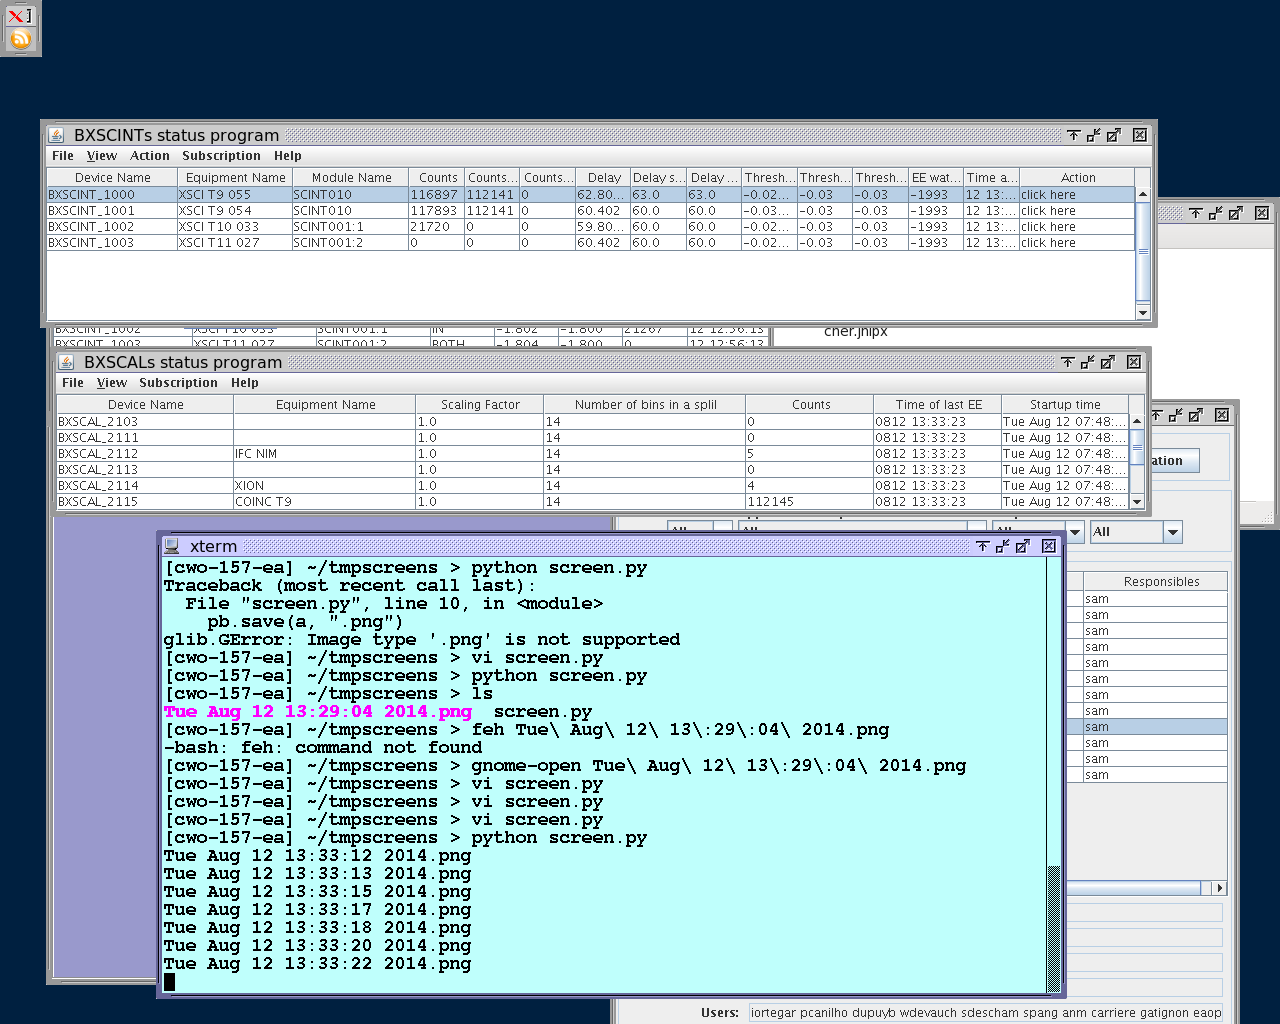 X]
BXSCINTs status program
File View Action Subscription Help
Device Name Equipment Name Module Name Counts Counts... Counts... Delay Delay s... Delay ... Thresh... Thresh... Thresh... EE wat... Time a... Action
BXSCINT_1000 XSCI T9 055 SCINT010 116897 112141 0 62.80... 63.0 63.0 -0.02... -0.03 -0.03 -1993 12 13:... click here
BXSCINT_1001 XSCI T9 054 SCINT010 117893 112141 0 60.402 60.0 60.0 -0.03... -0.03 -0.03 -1993 12 13:... click here
BXSCINT_1002 XSCI T10 033 SCINT001:1 21720 0 0 59.80... 60.0 60.0 -0.02... -0.03 -0.03 -1993 12 13:... click here
BXSCINT_1003 XSCI T11 027 SCINT001:2 0 0 0 60.402 60.0 60.0 -0.02... -0.03 -0.03 -1993 12 13:... click here
BXSCINT_1002 XSCI T10 033 SCINT001:1 IN -1.802 -1.800 21267 12 12:56:13
cher.jnlpx
BXSCINT_1003 XSCI T11 027 SCINT001:2 BOTH -1.804 -1.800 0 12 12:56:13
BXSCALs status program
File View Subscription Help
Device Name Equipment Name Scaling Factor Number of bins in a splil Counts Time of last EE Startup time
BXSCAL_2103 1.0 14 0 0812 13:33:23 Tue Aug 12 07:48:...
BXSCAL_2111 1.0 14 0 0812 13:33:23 Tue Aug 12 07:48:...
BXSCAL_2112 IFC NIM 1.0 14 5 0812 13:33:23 Tue Aug 12 07:48:...
BXSCAL_2113 1.0 14 0 0812 13:33:23 Tue Aug 12 07:48:...
BXSCAL_2114 XION 1.0 14 4 0812 13:33:23 Tue Aug 12 07:48:...
BXSCAL_2115 COINC T9 1.0 14 112145 0812 13:33:23 Tue Aug 12 07:48:...
ation
All All All All
xterm
[cwo-157-ea] ~/tmpscreens > python screen.py
Traceback (most recent call last):
File "screen.py", line 10, in <module>
pb.save(a, ".png")
glib.GError: Image type '.png' is not supported
[cwo-157-ea] ~/tmpscreens > vi screen.py
[cwo-157-ea] ~/tmpscreens > python screen.py
[cwo-157-ea] ~/tmpscreens > ls
Tue Aug 12 13:29:04 2014.png screen.py
[cwo-157-ea] ~/tmpscreens > feh Tue\ Aug\ 12\ 13\:29\:04\ 2014.png
-bash: feh: command not found
[cwo-157-ea] ~/tmpscreens > gnome-open Tue\ Aug\ 12\ 13\:29\:04\ 2014.png
[cwo-157-ea] ~/tmpscreens > vi screen.py
[cwo-157-ea] ~/tmpscreens > vi screen.py
[cwo-157-ea] ~/tmpscreens > vi screen.py
[cwo-157-ea] ~/tmpscreens > python screen.py
Tue Aug 12 13:33:12 2014.png
Tue Aug 12 13:33:13 2014.png
Tue Aug 12 13:33:15 2014.png
Tue Aug 12 13:33:17 2014.png
Tue Aug 12 13:33:18 2014.png
Tue Aug 12 13:33:20 2014.png
Tue Aug 12 13:33:22 2014.png
Responsibles
sam
sam
sam
sam
sam
sam
sam
sam
sam
sam
sam
sam
Users: iortegar pcanilho dupuyb wdevauch sdescham spang anm carriere gatignon eaop